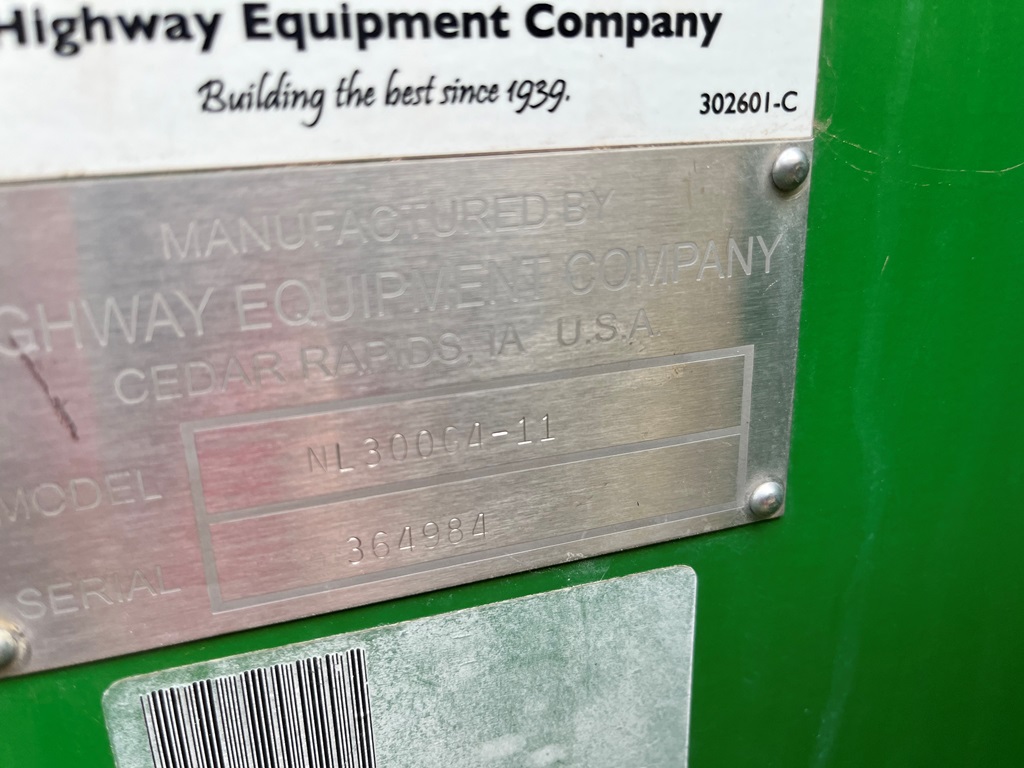 Highway Equipment Company
Building the best since 1939.
302601-C
MANUFACTURED BY
GHWAY EQUIPMENT COMPANY
CEDAR RAPIDS, IA U.S.A.
MODEL NL300G4-11
SERIAL 364984